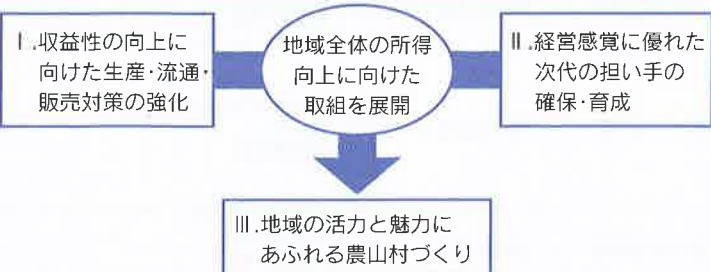 Ⅰ.収益性の向上に
向けた生産・流通・
販売対策の強化
地域全体の所得
向上に向けた
取組を展開
Ⅱ.経営感覚に優れた
次代の担い手の
確保・育成
Ⅲ.地域の活力と魅力に
あふれる農山村づくり